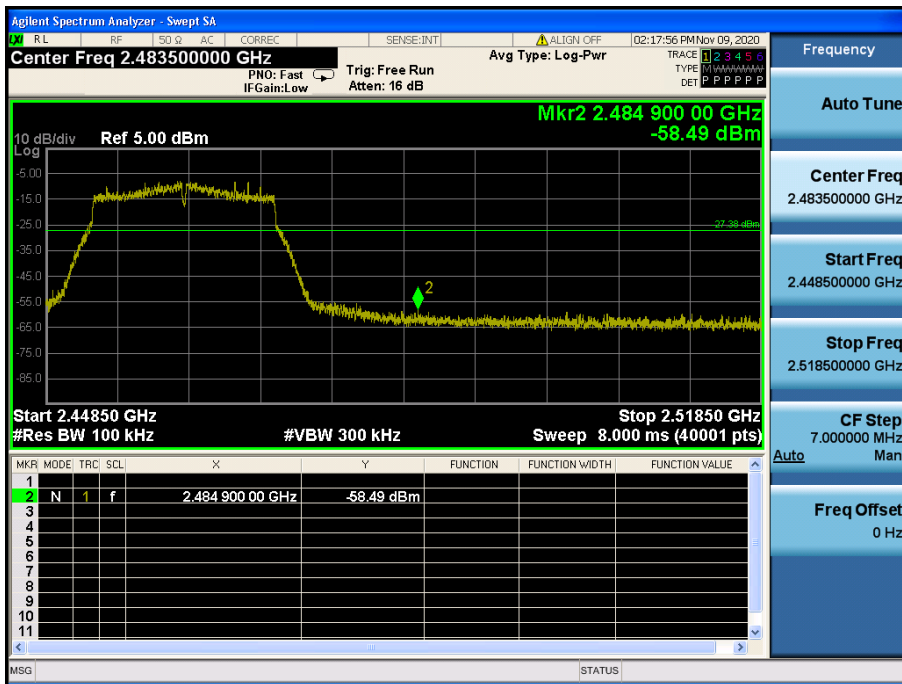 Agilent Spectrum Analyzer - Swept SA
LXI RL RF 50 Ω AC CORREC SENSE:INT ALIGN OFF 02:17:56 PM Nov 09, 2020
Center Freq 2.483500000 GHz
PNO: Fast
IFGain:Low
Trig: Free Run
Atten: 16 dB
Avg Type: Log-Pwr
TRACE 1 2 3 4 5 6
TYPE MWWWWW
DET P P P P P P
Mkr2 2.484 900 00 GHz
-58.49 dBm
10 dB/div Ref 5.00 dBm
Log
-5.00
-15.0
-25.0
27.38 dBm
-35.0
-45.0
-55.0
2
-65.0
-75.0
-85.0
Start 2.44850 GHz Stop 2.51850 GHz
#Res BW 100 kHz #VBW 300 kHz Sweep 8.000 ms (40001 pts)
MKR MODE TRC SCL X Y FUNCTION FUNCTION WIDTH FUNCTION VALUE
1
2 N 1 f 2.484 900 00 GHz -58.49 dBm
3
4
5
6
7
8
9
10
11
MSG STATUS
Frequency
Auto Tune
Center Freq
2.483500000 GHz
Start Freq
2.448500000 GHz
Stop Freq
2.518500000 GHz
CF Step
7.000000 MHz
Auto Man
Freq Offset
0 Hz